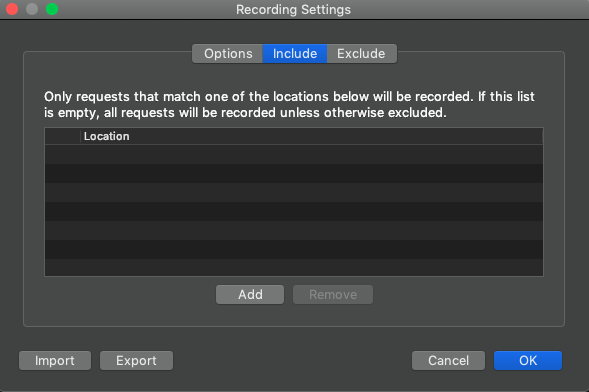 Recording Settings
Options Include Exclude
Only requests that match one of the locations below will be recorded. If this list
is empty, all requests will be recorded unless otherwise excluded.
Location
Add Remove
Import Export Cancel OK